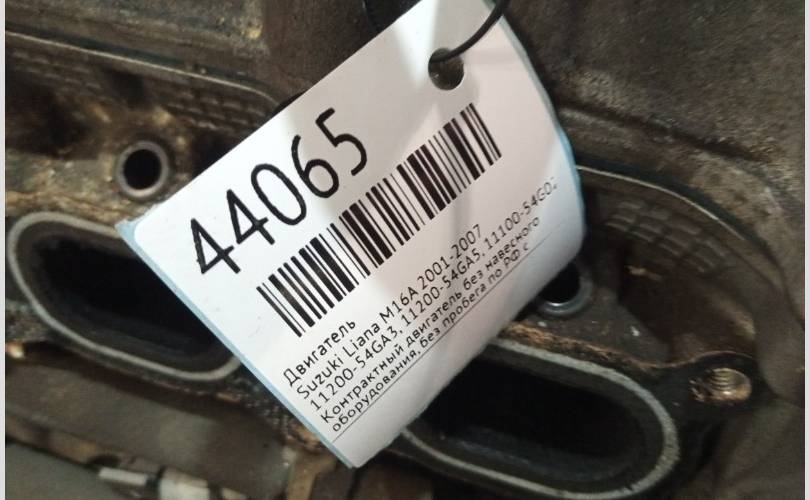 44065
Двигатель
Suzuki Liana M16A 2001-2007
11200-54GA3, 11200-54GA5, 11100-54G02
Контрактный двигатель без навесного
оборудования, без пробега по РФ с